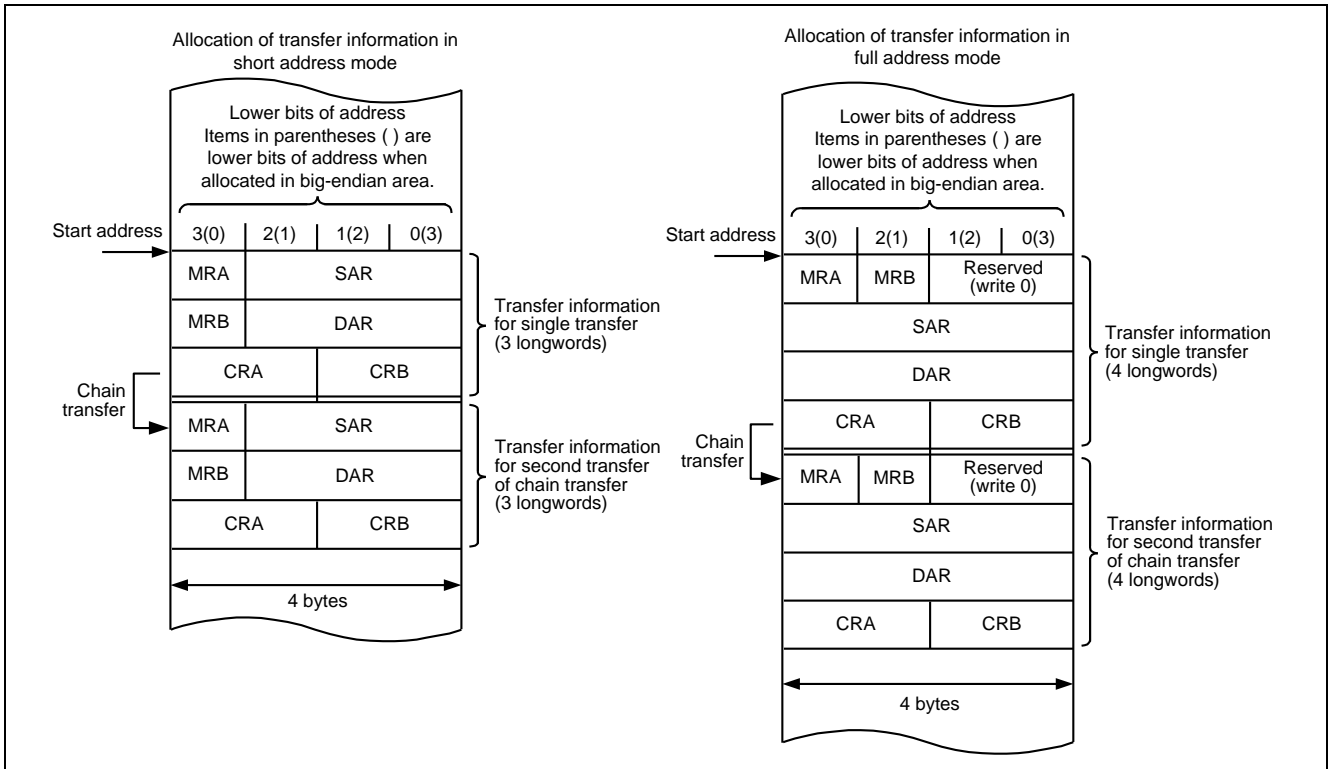 Allocation of transfer information in
short address mode
Lower bits of address
Items in parentheses ( ) are
lower bits of address when
allocated in big-endian area.
Start address
3(0) 2(1) 1(2) 0(3)
MRA SAR
MRB DAR
CRA CRB
Transfer information
for single transfer
(3 longwords)
Chain
transfer
MRA SAR
MRB DAR
CRA CRB
Transfer information
for second transfer
of chain transfer
(3 longwords)
4 bytes
Allocation of transfer information in
full address mode
Lower bits of address
Items in parentheses ( ) are
lower bits of address when
allocated in big-endian area.
Start address
3(0) 2(1) 1(2) 0(3)
MRA MRB Reserved
(write 0)
SAR
DAR
CRA CRB
Transfer information
for single transfer
(4 longwords)
Chain
transfer
MRA MRB Reserved
(write 0)
SAR
DAR
CRA CRB
Transfer information
for second transfer
of chain transfer
(4 longwords)
4 bytes